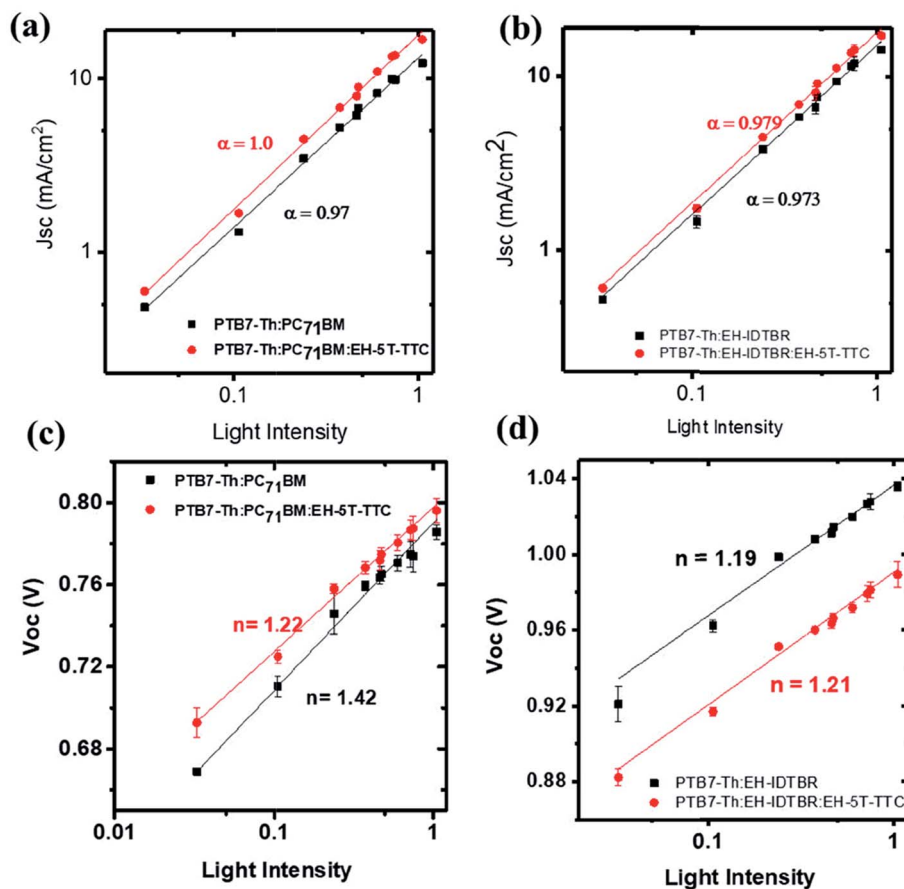 (a)
10
1
Jsc (mA/cm²)
α = 1.0
α = 0.97
PTB7-Th:PC₇₁BM
PTB7-Th:PC₇₁BM:EH-5T-TTC
0.1
1
Light Intensity
(b)
10
1
Jsc (mA/cm²)
α = 0.979
α = 0.973
PTB7-Th:EH-IDTBR
PTB7-Th:EH-IDTBR:EH-5T-TTC
0.1
1
Light Intensity
(c)
PTB7-Th:PC₇₁BM
PTB7-Th:PC₇₁BM:EH-5T-TTC
0.80
0.76
0.72
0.68
Voc (V)
n= 1.22
n= 1.42
0.01
0.1
1
Light Intensity
(d)
1.04
1.00
0.96
0.92
0.88
Voc (V)
n = 1.19
n = 1.21
PTB7-Th:EH-IDTBR
PTB7-Th:EH-IDTBR:EH-5T-TTC
0.1
1
Light Intensity